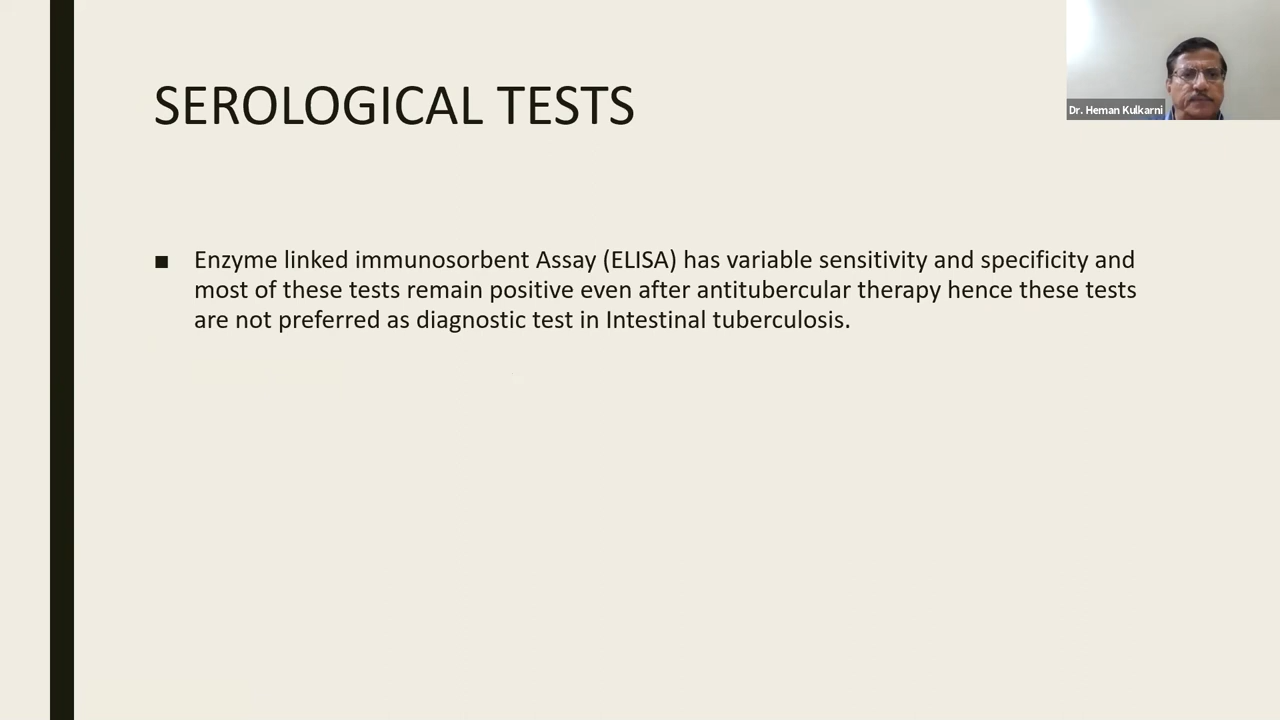 SEROLOGICAL TESTS
Dr. Heman Kulkarni
■ Enzyme linked immunosorbent Assay (ELISA) has variable sensitivity and specificity and
most of these tests remain positive even after antitubercular therapy hence these tests
are not preferred as diagnostic test in Intestinal tuberculosis.